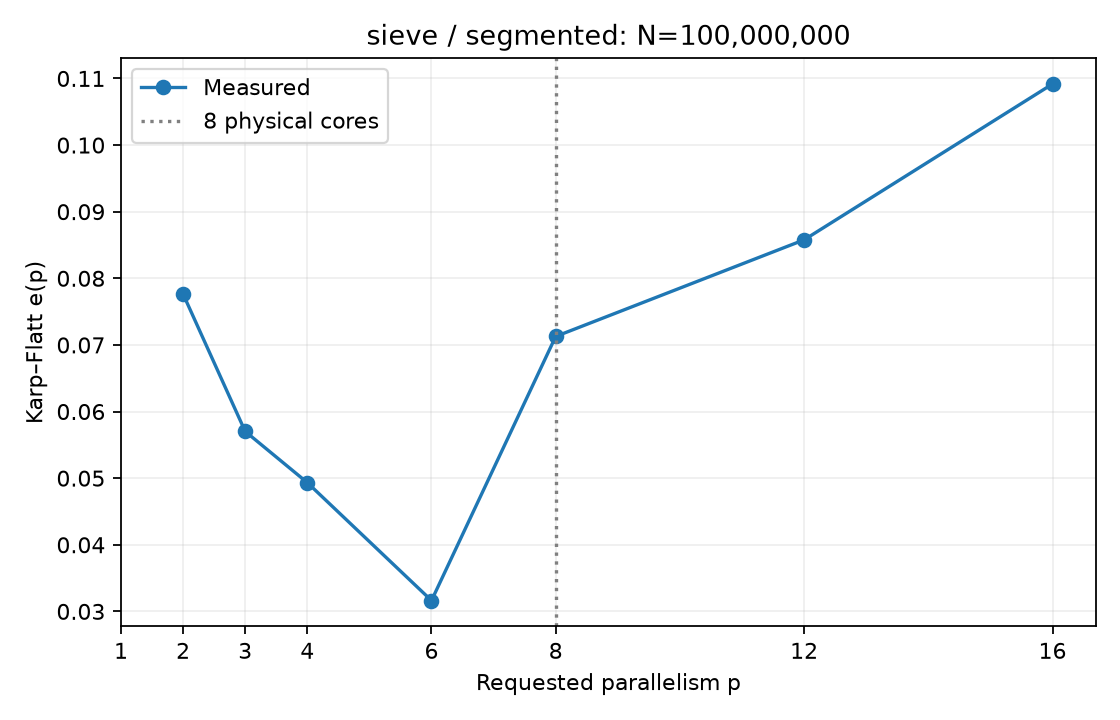 sieve / segmented: N=100,000,000
Measured
8 physical cores
Karp–Flatt e(p)
0.11
0.10
0.09
0.08
0.07
0.06
0.05
0.04
0.03
1 2 3 4 6 8 12 16
Requested parallelism p